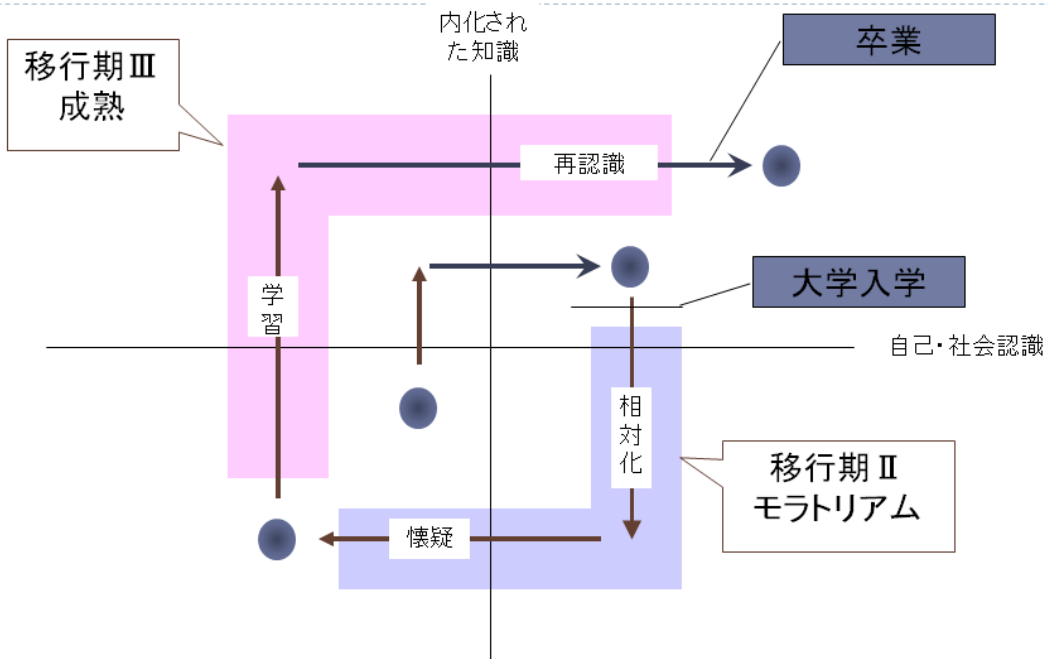 内化され
た知識
卒業
移行期Ⅲ
成熟
再認識
学習
大学入学
自己・社会認識
相対化
移行期Ⅱ
モラトリアム
懐疑